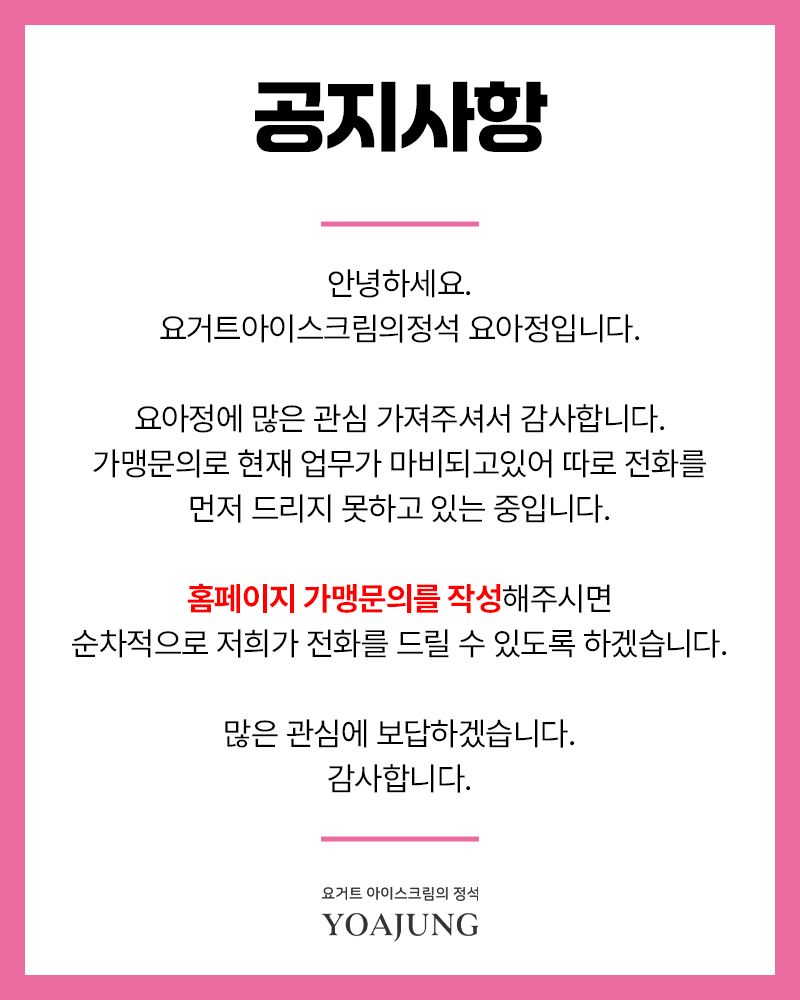 공지사항
안녕하세요.
요거트아이스크림의정석 요아정입니다.
요아정에 많은 관심 가져주셔서 감사합니다.
가맹문의로 현재 업무가 마비되고있어 따로 전화를
먼저 드리지 못하고 있는 중입니다.
홈페이지 가맹문의를 작성해주시면
순차적으로 저희가 전화를 드릴 수 있도록 하겠습니다.
많은 관심에 보답하겠습니다.
감사합니다.
요거트 아이스크림의 정석
YOAJUNG